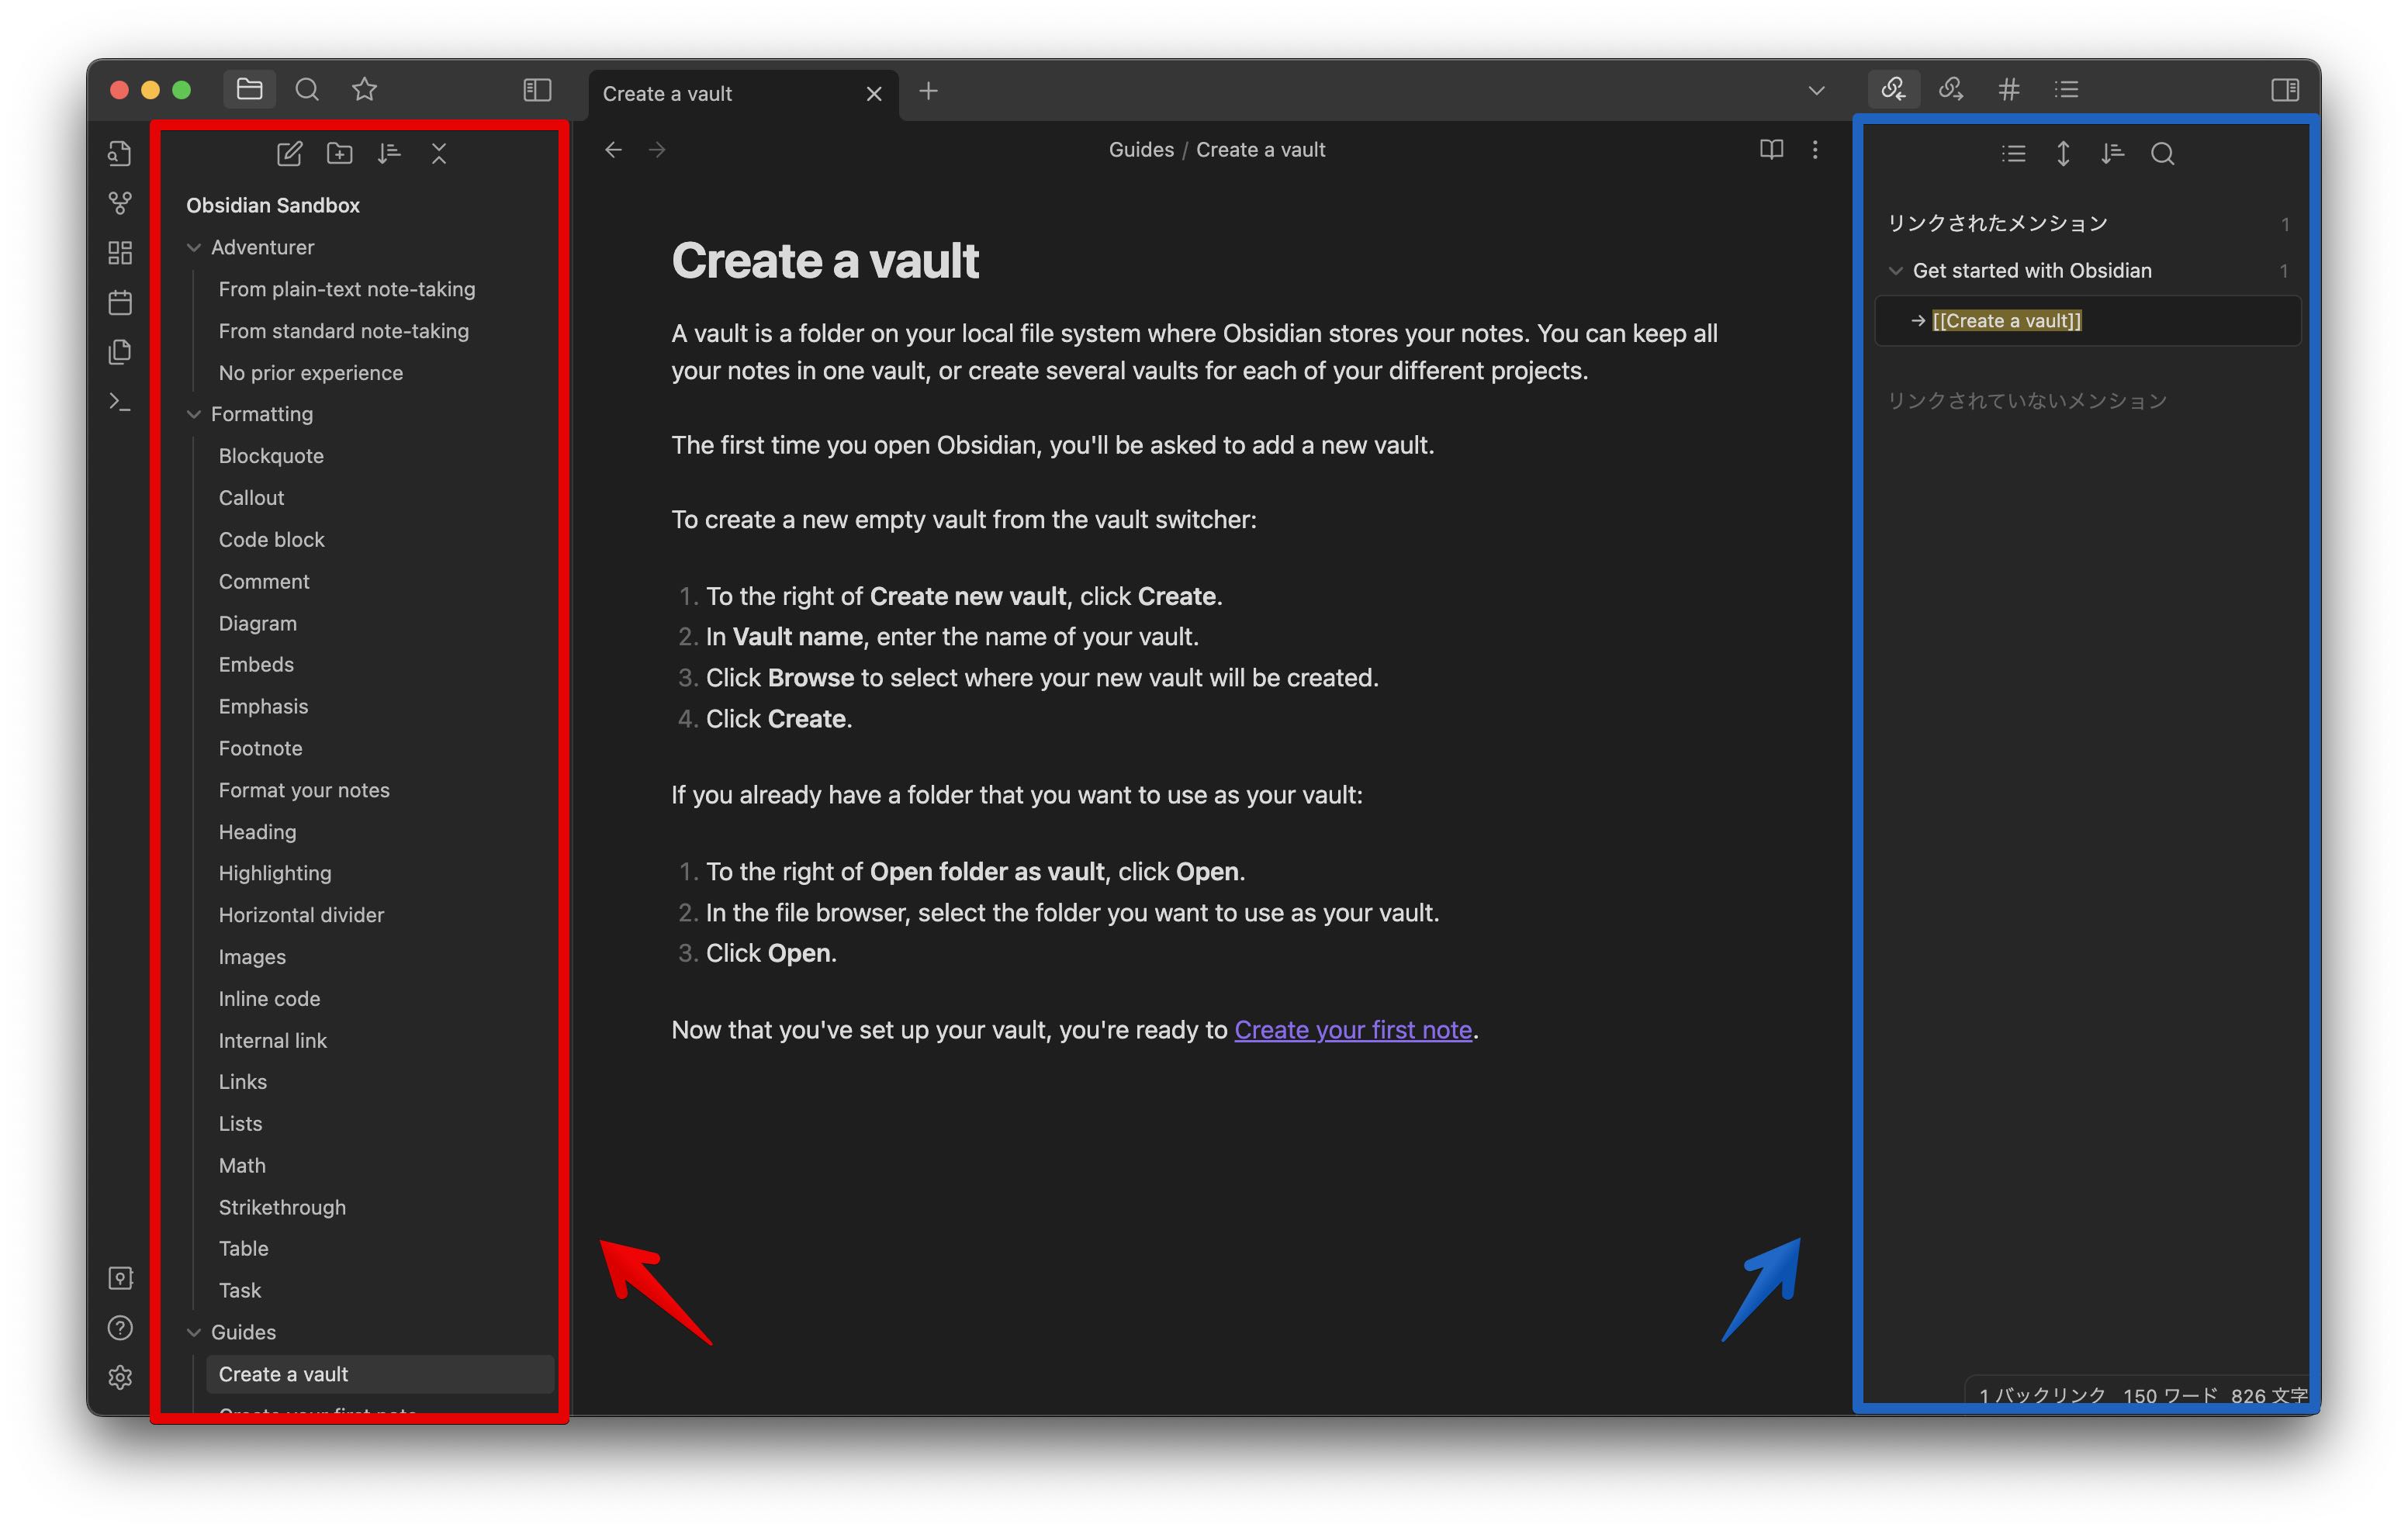 Create a vault
Guides / Create a vault
Obsidian Sandbox
Adventurer
From plain-text note-taking
From standard note-taking
No prior experience
Formatting
Blockquote
Callout
Code block
Comment
Diagram
Embeds
Emphasis
Footnote
Format your notes
Heading
Highlighting
Horizontal divider
Images
Inline code
Internal link
Links
Lists
Math
Strikethrough
Table
Task
Guides
Create a vault
Create your first note
Create a vault
A vault is a folder on your local file system where Obsidian stores your notes. You can keep all
your notes in one vault, or create several vaults for each of your different projects.
The first time you open Obsidian, you'll be asked to add a new vault.
To create a new empty vault from the vault switcher:
1. To the right of Create new vault, click Create.
2. In Vault name, enter the name of your vault.
3. Click Browse to select where your new vault will be created.
4. Click Create.
If you already have a folder that you want to use as your vault:
1. To the right of Open folder as vault, click Open.
2. In the file browser, select the folder you want to use as your vault.
3. Click Open.
Now that you've set up your vault, you're ready to Create your first note.
リンクされたメンション 1
Get started with Obsidian 1
→ [[Create a vault]]
リンクされていないメンション
1 バックリンク 150 ワード 826 文字